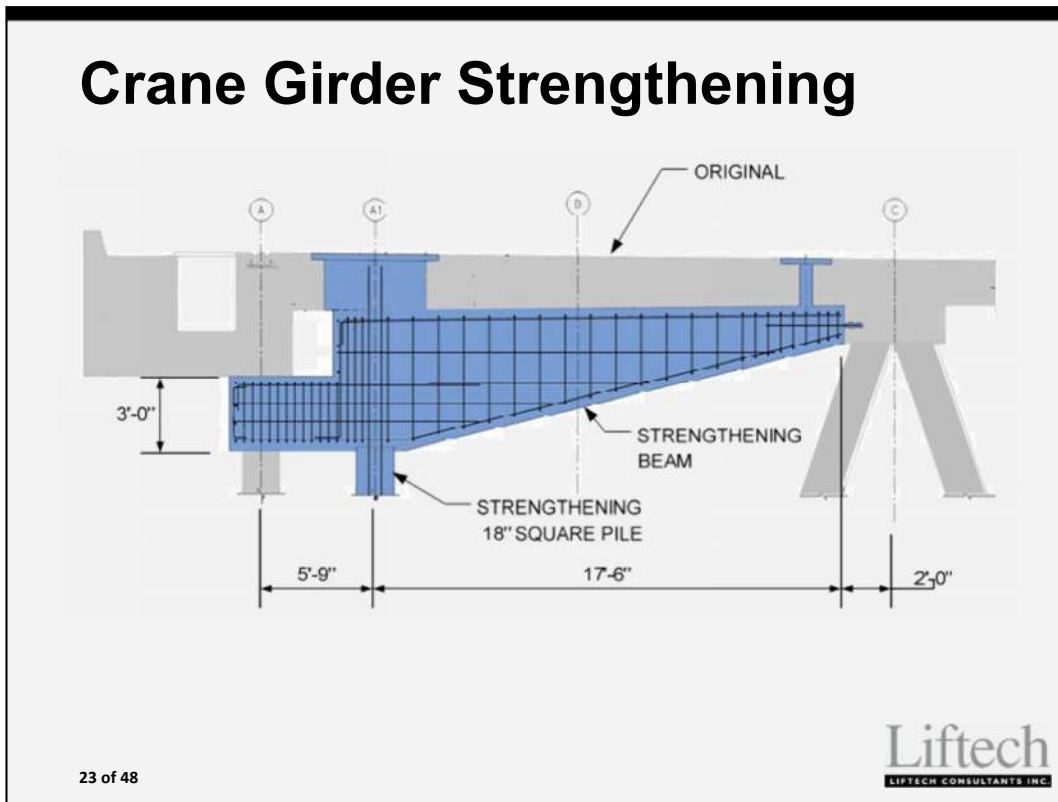 Crane Girder Strengthening
ORIGINAL
A
A1
B
C
3'-0"
STRENGTHENING
BEAM
STRENGTHENING
18" SQUARE PILE
5'-9"
17'-6"
2'-0"
23 of 48
Liftech
LIFTECH CONSULTANTS INC.